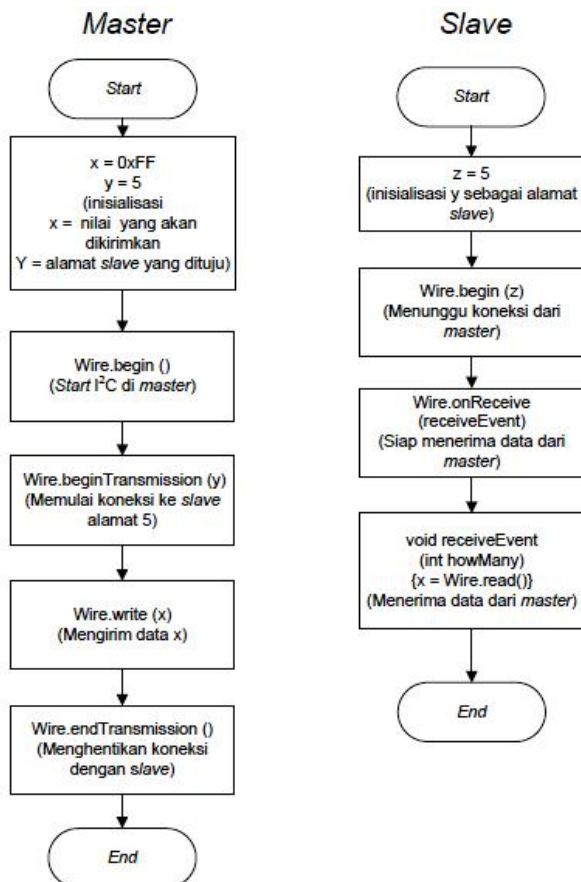 Master
Start
x = 0xFF
y = 5
(inisialisasi
x = nilai yang akan
dikirimkan
Y = alamat slave yang dituju)
Wire.begin ()
(Start I²C di master)
Wire.beginTransmission (y)
(Memulai koneksi ke slave
alamat 5)
Wire.write (x)
(Mengirim data x)
Wire.endTransmission ()
(Menghentikan koneksi
dengan slave)
End
Slave
Start
z = 5
(inisialisasi y sebagai alamat
slave)
Wire.begin (z)
(Menunggu koneksi dari
master)
Wire.onReceive
(receiveEvent)
(Siap menerima data dari
master)
void receiveEvent
(int howMany)
{x = Wire.read()}
(Menerima data dari master)
End